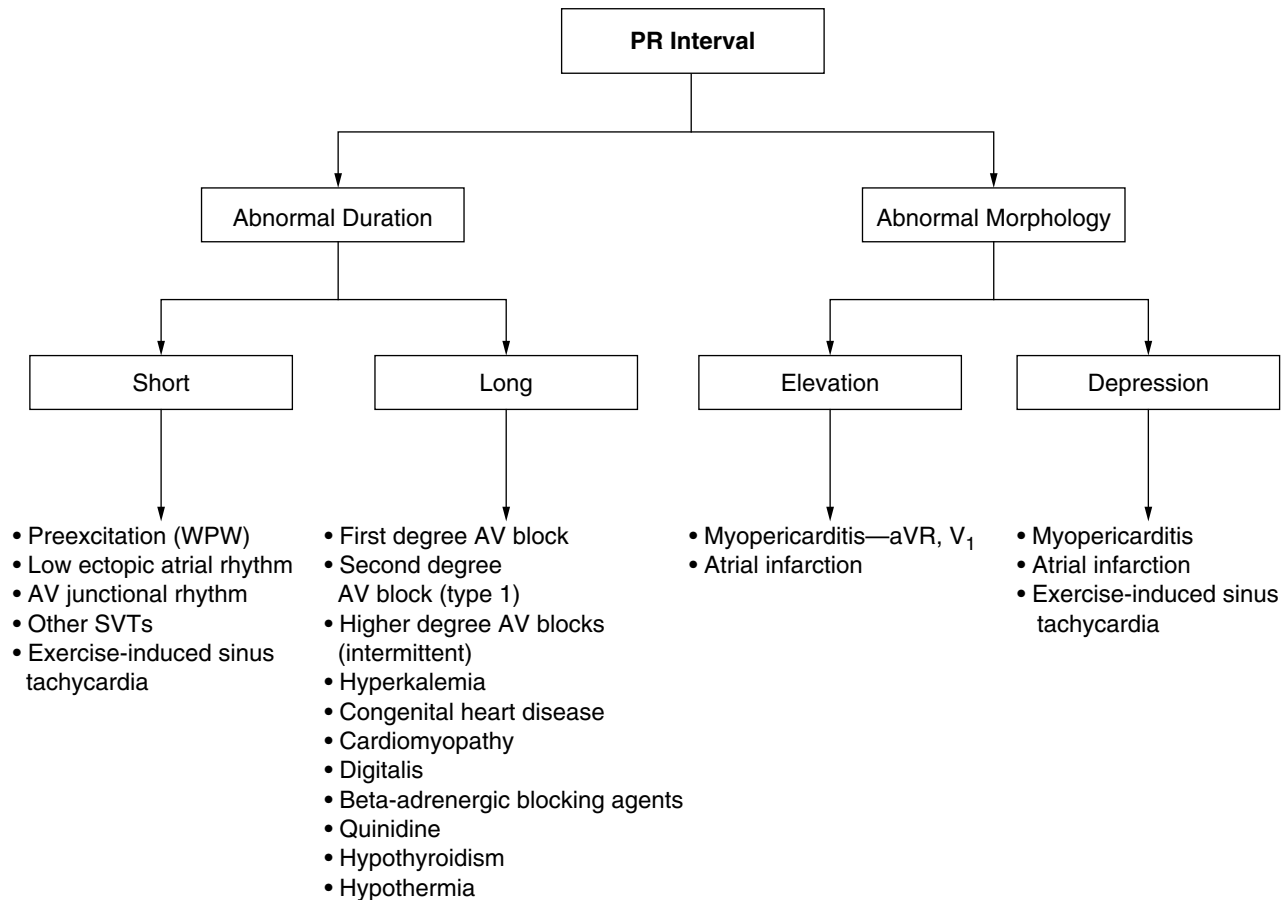 PR Interval
Abnormal Duration
Abnormal Morphology
Short
Long
Elevation
Depression
• Preexcitation (WPW)
• Low ectopic atrial rhythm
• AV junctional rhythm
• Other SVTs
• Exercise-induced sinus
tachycardia
• First degree AV block
• Second degree
AV block (type 1)
• Higher degree AV blocks
(intermittent)
• Hyperkalemia
• Congenital heart disease
• Cardiomyopathy
• Digitalis
• Beta-adrenergic blocking agents
• Quinidine
• Hypothyroidism
• Hypothermia
• Myopericarditis—aVR, V1
• Atrial infarction
• Myopericarditis
• Atrial infarction
• Exercise-induced sinus
tachycardia